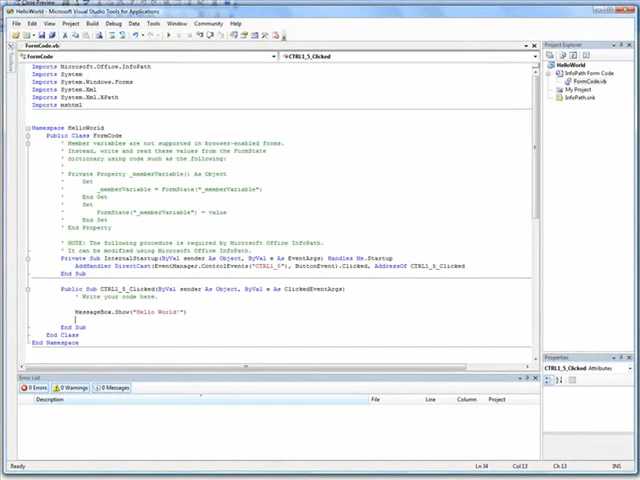 Close Preview
HelloWorld - Microsoft Visual Studio Tools for Applications
File Edit View Project Build Debug Data Tools Window Community Help
FormCode.vb
FormCode
CTRL1_5_Clicked
Imports Microsoft.Office.InfoPath
Imports System
Imports System.Windows.Forms
Imports System.Xml
Imports System.Xml.XPath
Imports mshtml
Namespace HelloWorld
Public Class FormCode
' Member variables are not supported in browser-enabled forms.
' Instead, write and read these values from the FormState
' dictionary using code such as the following:
'
' Private Property _memberVariable() As Object
' Get
' _memberVariable = FormState("_memberVariable")
' End Get
' Set
' FormState("_memberVariable") = value
' End Set
' End Property
' NOTE: The following procedure is required by Microsoft Office InfoPath.
' It can be modified using Microsoft Office InfoPath.
Private Sub InternalStartup(ByVal sender As Object, ByVal e As EventArgs) Handles Me.Startup
AddHandler DirectCast(EventManager.ControlEvents("CTRL1_5"), ButtonEvent).Clicked, AddressOf CTRL1_5_Clicked
End Sub
Public Sub CTRL1_5_Clicked(ByVal sender As Object, ByVal e As ClickedEventArgs)
' Write your code here.
MessageBox.Show("Hello World!")
End Sub
End Class
End Namespace
Project Explorer
HelloWorld
InfoPath Form Code
FormCode.vb
My Project
InfoPath.snk
Properties
CTRL1_5_Clicked Attributes
Toolbox
Error List
0 Errors
0 Warnings
0 Messages
Description File Line Column Project
Ready Ln 34 Col 13 INS